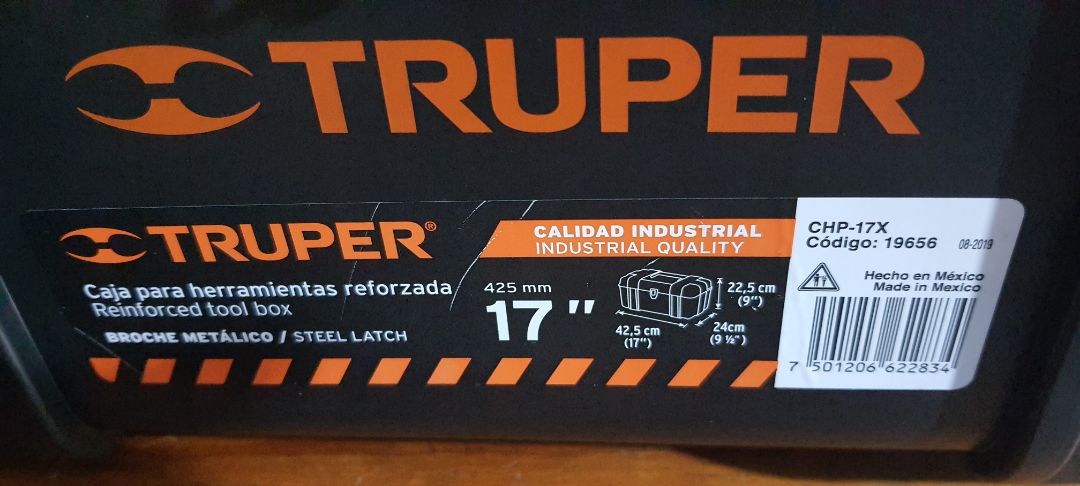 TRUPER
TRUPER®
CALIDAD INDUSTRIAL
INDUSTRIAL QUALITY
Caja para herramientas reforzada
Reinforced tool box
BROCHE METÁLICO / STEEL LATCH
425 mm
17"
22,5 cm
(9")
42,5 cm
(17")
24cm
(9 ½")
CHP-17X
Código: 19656 08-2019
Hecho en México
Made in Mexico
7 501206 622834